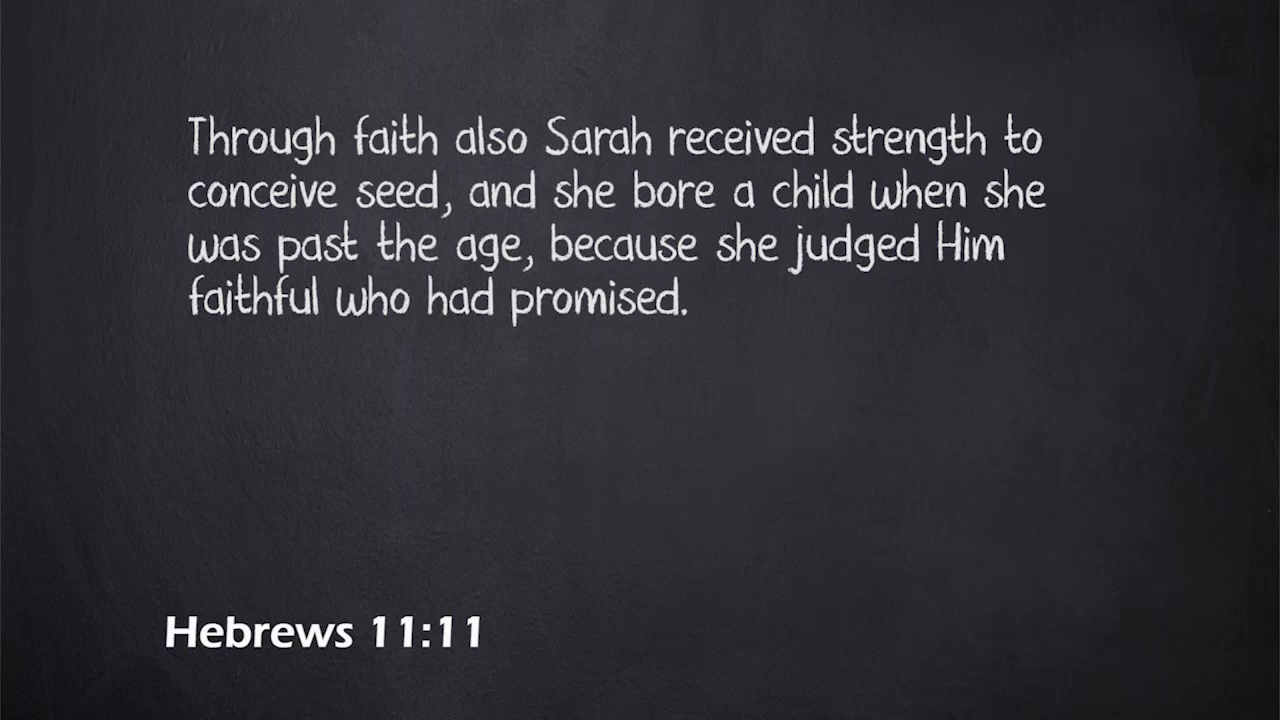 Through faith also Sarah received strength to
conceive seed, and she bore a child when she
was past the age, because she judged Him
faithful who had promised.
Hebrews 11:11